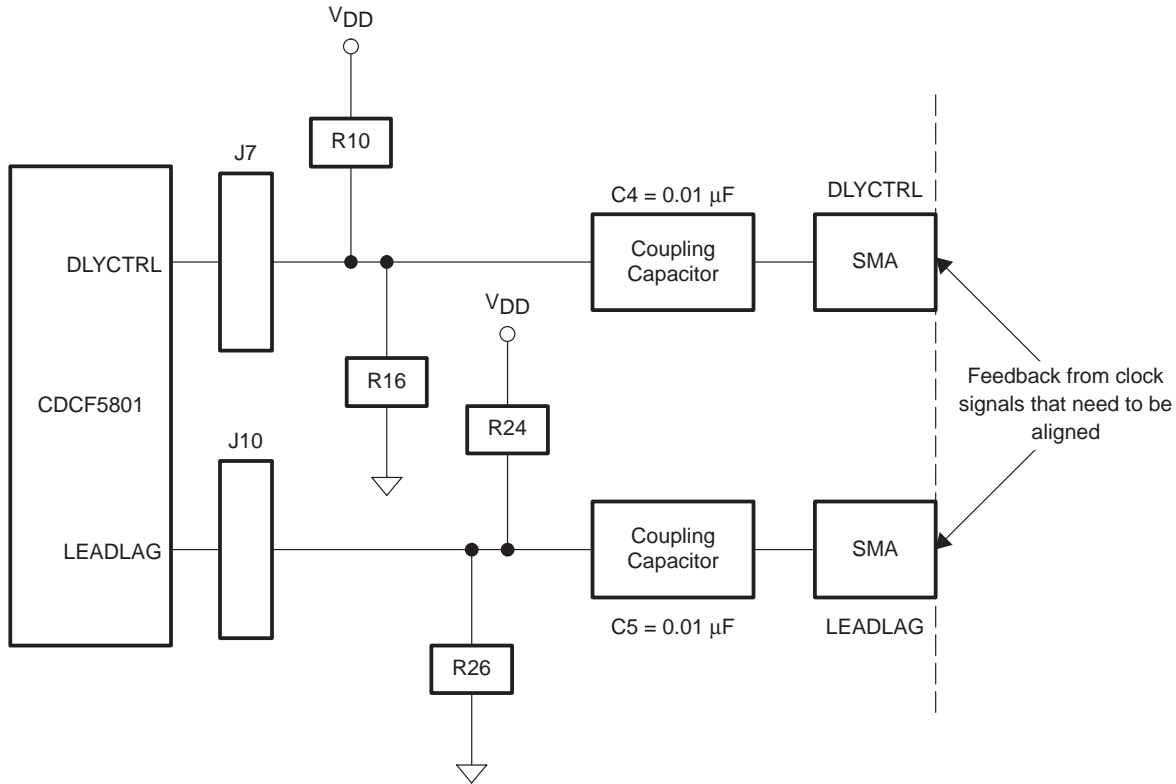 VDD
R10
J7
C4 = 0.01 μF
DLYCTRL
DLYCTRL
Coupling
Capacitor
SMA
VDD
R16
Feedback from clock
signals that need to be
aligned
CDCF5801
R24
J10
LEADLAG
Coupling
Capacitor
SMA
C5 = 0.01 μF
LEADLAG
R26